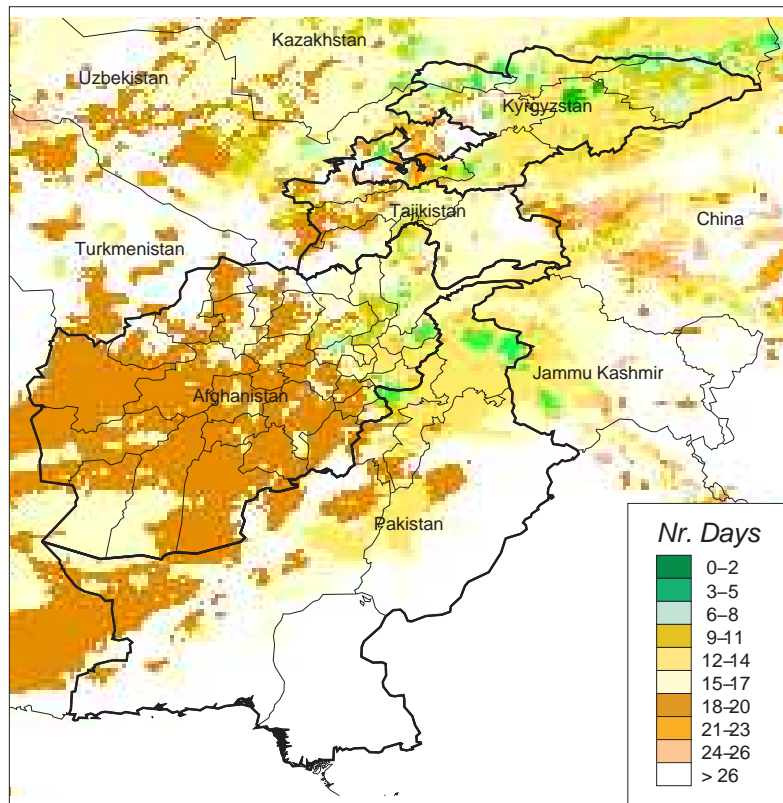 Kazakhstan
Uzbekistan
Kyrgyzstan
Tajikistan
China
Turkmenistan
Jammu Kashmir
Afghanistan
Pakistan
Nr. Days
0–2
3–5
6–8
9–11
12–14
15–17
18–20
21–23
24–26
> 26